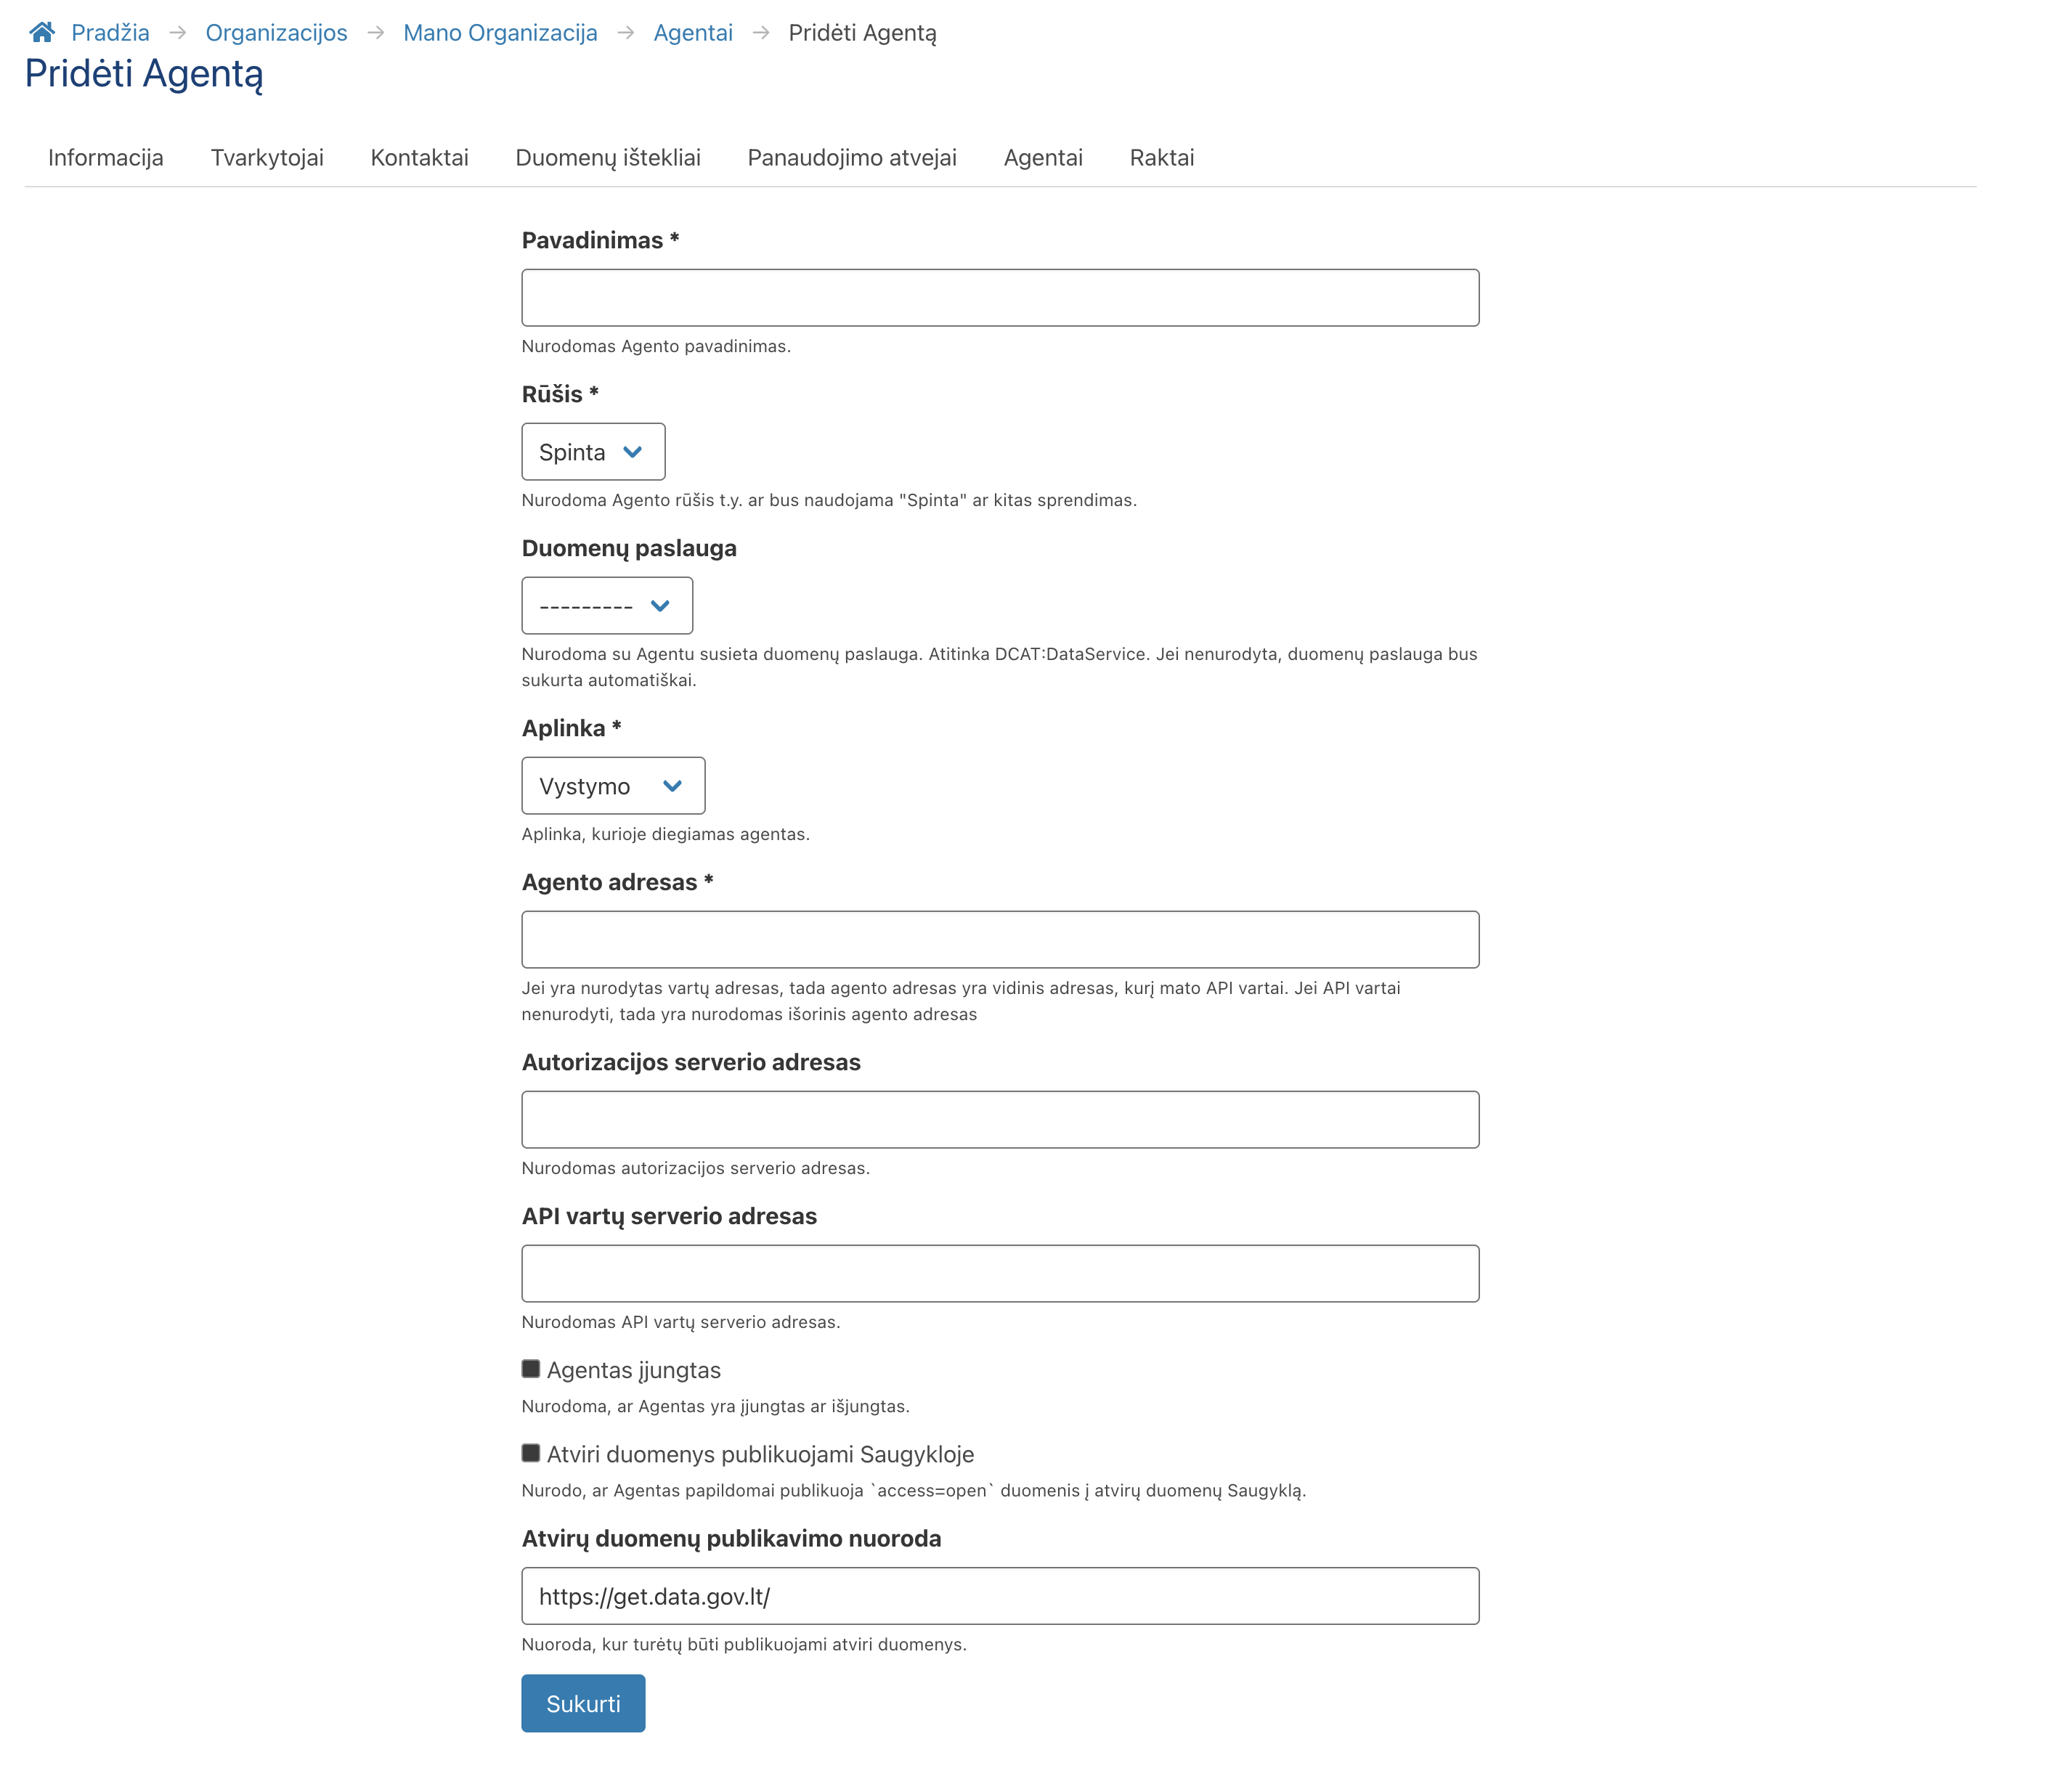 Pradžia → Organizacijos → Mano Organizacija → Agentai → Pridėti Agentą
Pridėti Agentą
Informacija Tvarkytojai Kontaktai Duomenų ištekliai Panaudojimo atvejai Agentai Raktai
Pavadinimas *
Nurodomas Agento pavadinimas.
Rūšis *
Spinta
Nurodoma Agento rūšis t.y. ar bus naudojama "Spinta" ar kitas sprendimas.
Duomenų paslauga
---------
Nurodoma su Agentu susieta duomenų paslauga. Atitinka DCAT:DataService. Jei nenurodyta, duomenų paslauga bus
sukurta automatiškai.
Aplinka *
Vystymo
Aplinka, kurioje diegiamas agentas.
Agento adresas *
Jei yra nurodytas vartų adresas, tada agento adresas yra vidinis adresas, kurį mato API vartai. Jei API vartai
nenurodyti, tada yra nurodomas išorinis agento adresas
Autorizacijos serverio adresas
Nurodomas autorizacijos serverio adresas.
API vartų serverio adresas
Nurodomas API vartų serverio adresas.
Agentas įjungtas
Nurodoma, ar Agentas yra įjungtas ar išjungtas.
Atviri duomenys publikuojami Saugykloje
Nurodo, ar Agentas papildomai publikuoja `access=open` duomenis į atvirų duomenų Saugyklą.
Atvirų duomenų publikavimo nuoroda
https://get.data.gov.lt/
Nuoroda, kur turėtų būti publikuojami atviri duomenys.
Sukurti